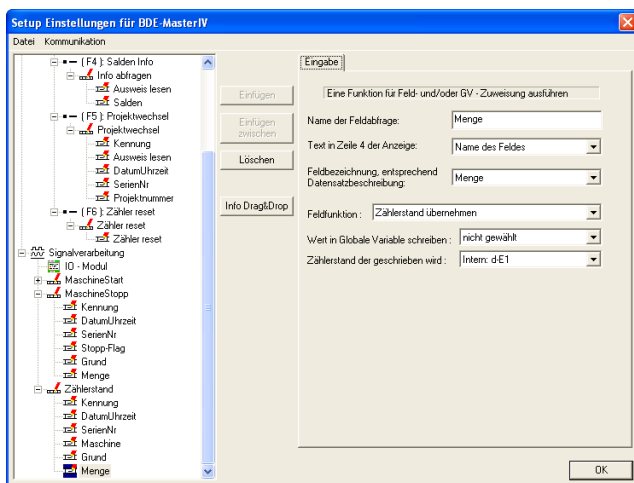 Setup Einstellungen für BDE-MasterIV
Datei Kommunikation
( F4 ): Salden Info
Info abfragen
Ausweis lesen
Salden
( F5 ): Projektwechsel
Projektwechsel
Kennung
Ausweis lesen
DatumUhrzeit
SerienNr
Projektnummer
( F6 ): Zähler reset
Zähler reset
Zähler reset
Signalverarbeitung
IO - Modul
MaschineStart
MaschineStopp
Kennung
DatumUhrzeit
SerienNr
Stopp-Flag
Grund
Menge
Zählerstand
Kennung
DatumUhrzeit
SerienNr
Maschine
Grund
Menge
Einfügen
Einfügen
zwischen
Löschen
Info Drag&Drop
Eingabe
Eine Funktion für Feld- und/oder GV - Zuweisung ausführen
Name der Feldabfrage: Menge
Text in Zeile 4 der Anzeige: Name des Feldes
Feldbezeichnung, entsprechend
Datensatzbeschreibung: Menge
Feldfunktion : Zählerstand übernehmen
Wert in Globale Variable schreiben : nicht gewählt
Zählerstand der geschrieben wird : Intern: d-E1
OK